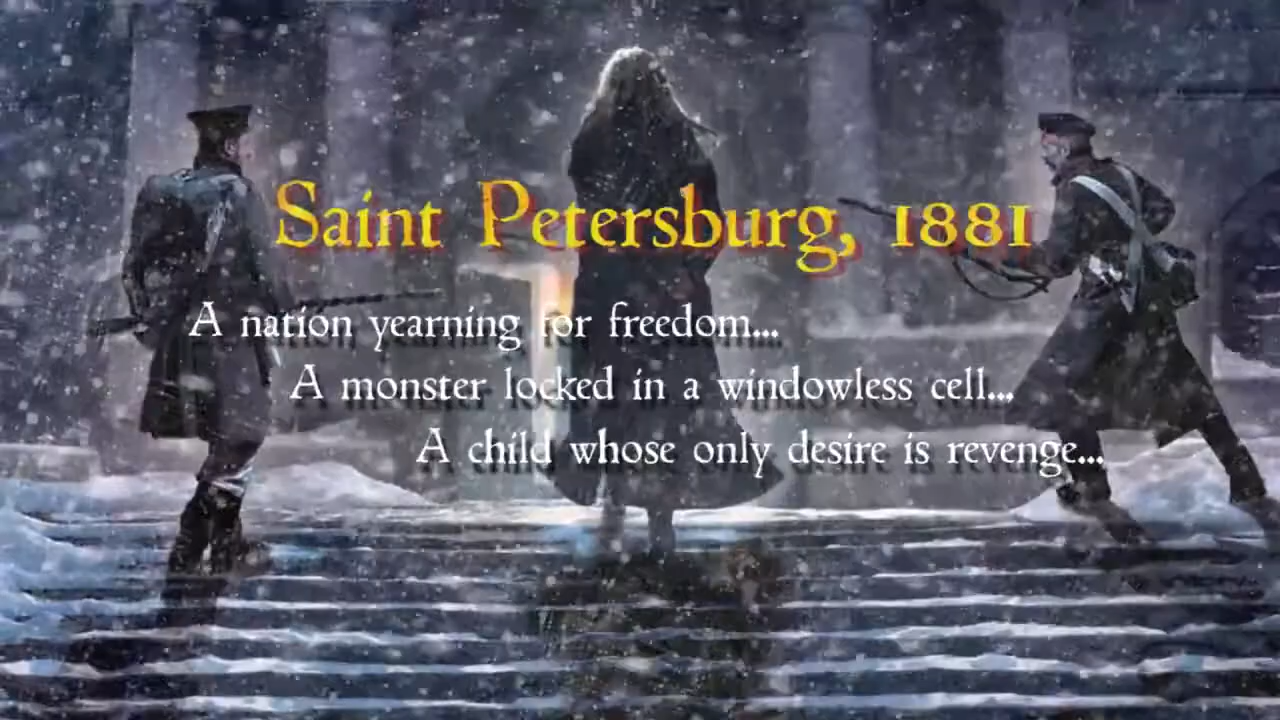 Saint Petersburg, 1881
A nation yearning for freedom...
A monster locked in a windowless cell...
A child whose only desire is revenge...